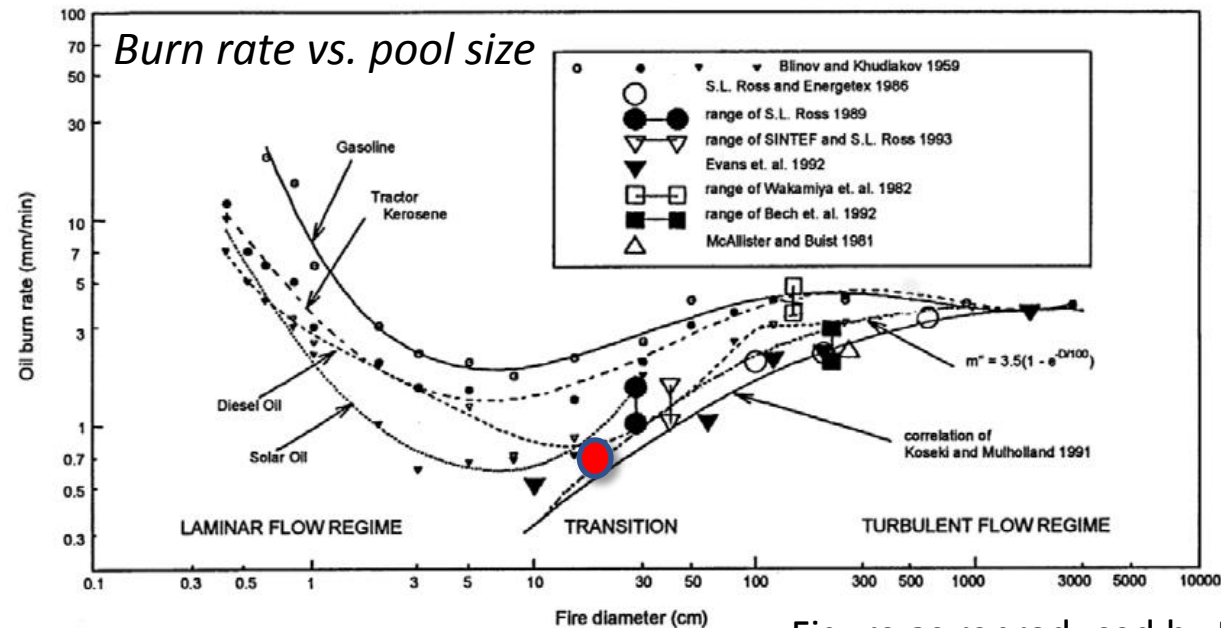 Burn rate vs. pool size
Blinov and Khudiakov 1959
S.L. Ross and Energetex 1986
range of S.L. Ross 1989
range of SINTEF and S.L. Ross 1993
Evans et. al. 1992
range of Wakamiya et. al. 1982
range of Bech et. al. 1992
McAllister and Buist 1981
Oil burn rate (mm/min)
100
70
50
30
10
7
5
3
1
0.7
0.5
0.3
Gasoline
Tractor
Kerosene
Diesel Oil
Solar Oil
m" = 3.5(1 - e-D/100)
correlation of
Koseki and Mulholland 1991
LAMINAR FLOW REGIME TRANSITION TURBULENT FLOW REGIME
0.1 0.3 0.5 1 3 5 10 30 50 100 300 500 1000 3000 5000 10000
Fire diameter (cm)